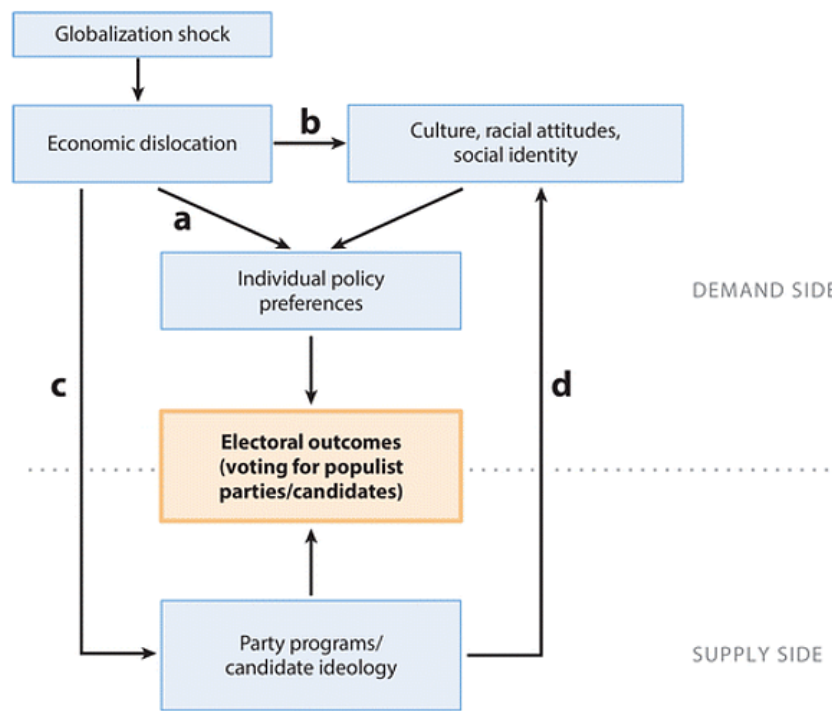 Globalization shock
Economic dislocation
b
Culture, racial attitudes,
social identity
a
Individual policy
preferences
DEMAND SIDE
c
d
Electoral outcomes
(voting for populist
parties/candidates)
Party programs/
candidate ideology
SUPPLY SIDE